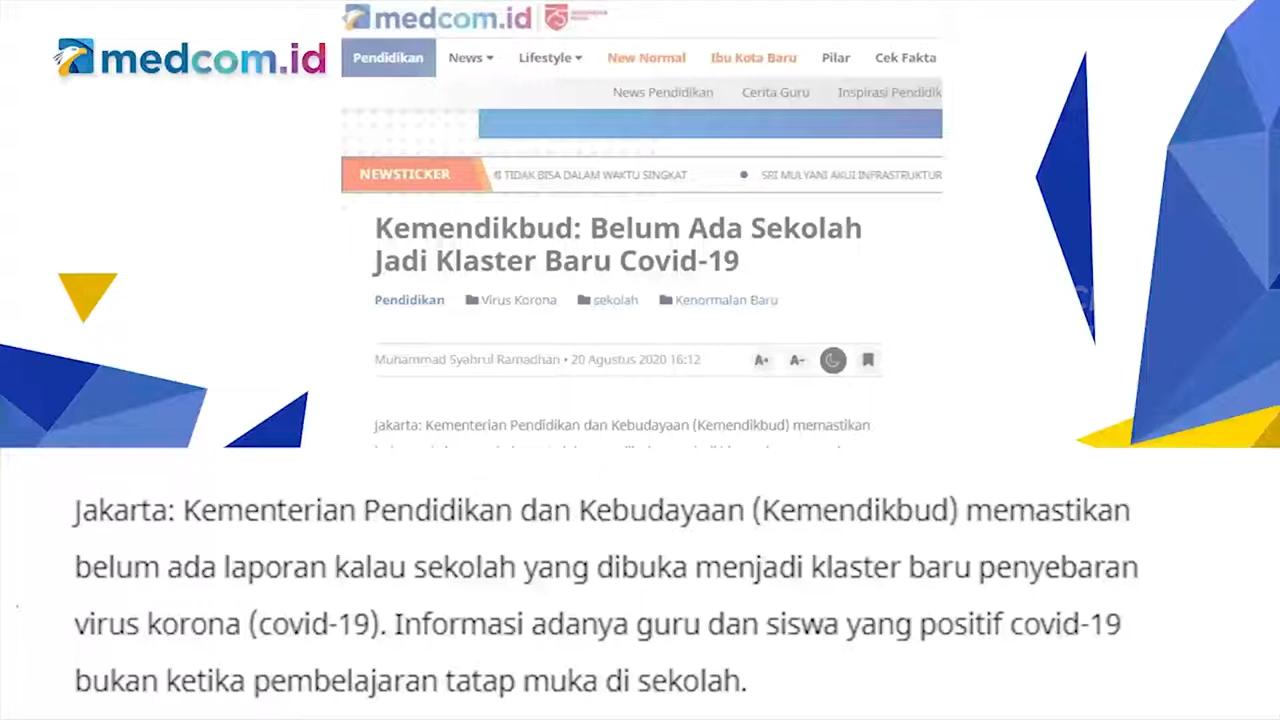 medcom.id
medcom.id
Pendidikan News Lifestyle New Normal Ibu Kota Baru Pilar Cek Fakta
News Pendidikan Cerita Guru Inspirasi Pendidik
NEWSTICKER TIDAK BISA DALAM WAKTU SINGKAT • SRI MULYANI AKUI INFRASTRUKTUR
Kemendikbud: Belum Ada Sekolah
Jadi Klaster Baru Covid-19
Pendidikan Virus Korona sekolah Kenormalan Baru
Muhammad Syahrul Ramadhan • 20 Agustus 2020 16:12 A+ A-
Jakarta: Kementerian Pendidikan dan Kebudayaan (Kemendikbud) memastikan
Jakarta: Kementerian Pendidikan dan Kebudayaan (Kemendikbud) memastikan
belum ada laporan kalau sekolah yang dibuka menjadi klaster baru penyebaran
virus korona (covid-19). Informasi adanya guru dan siswa yang positif covid-19
bukan ketika pembelajaran tatap muka di sekolah.